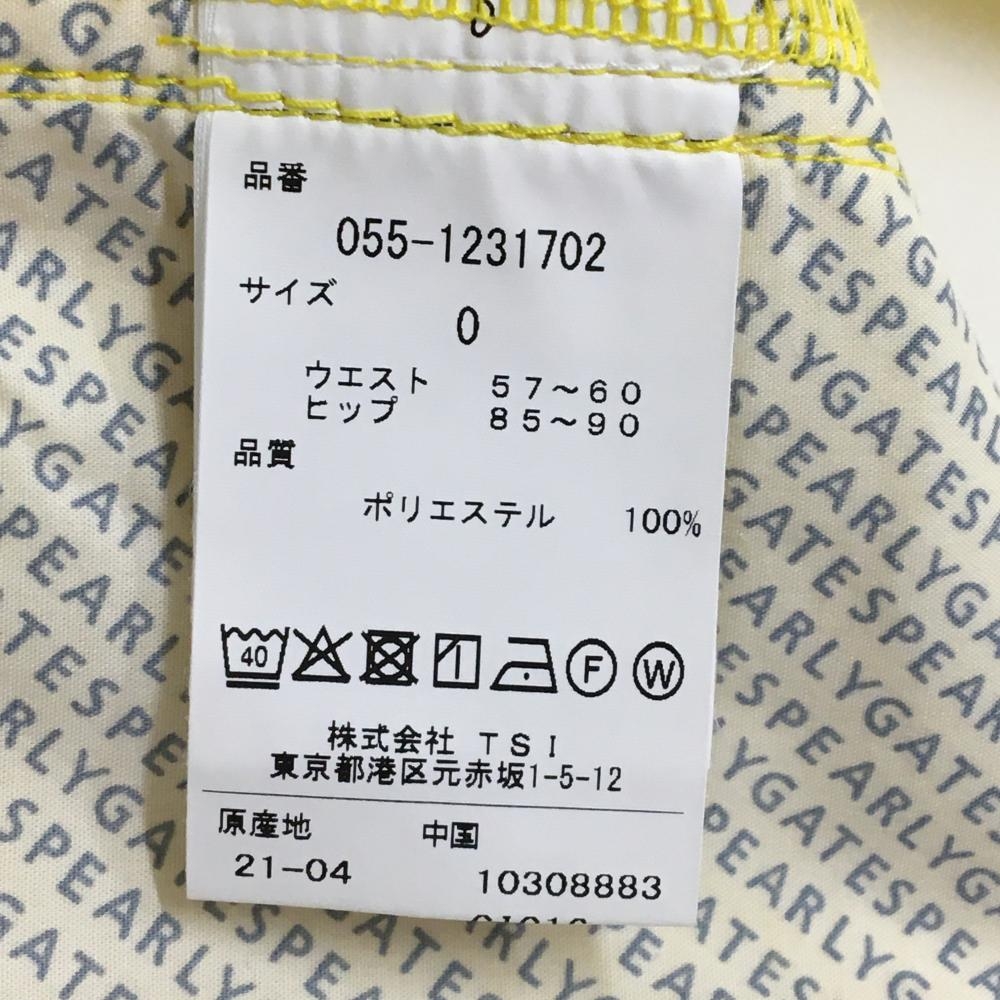 品番
055-1231702
サイズ
0
ウエスト 57～60
ヒップ 85～90
品質
ポリエステル 100%
40
F
W
株式会社 TSI
東京都港区元赤坂1-5-12
原産地 中国
21-04 10308883
PEARLYGATES